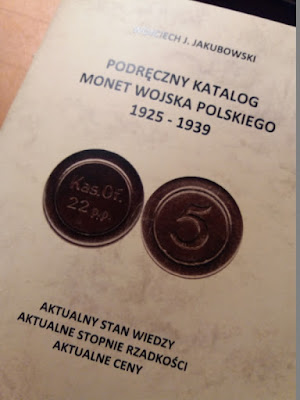 WOJCIECH J. JAKUBOWSKI
PODRĘCZNY KATALOG
MONET WOJSKA POLSKIEGO
1925 - 1939
Kas. Of.
22 p.p.
5
AKTUALNY STAN WIEDZY
AKTUALNE STOPNIE RZADKOŚCI
AKTUALNE CENY